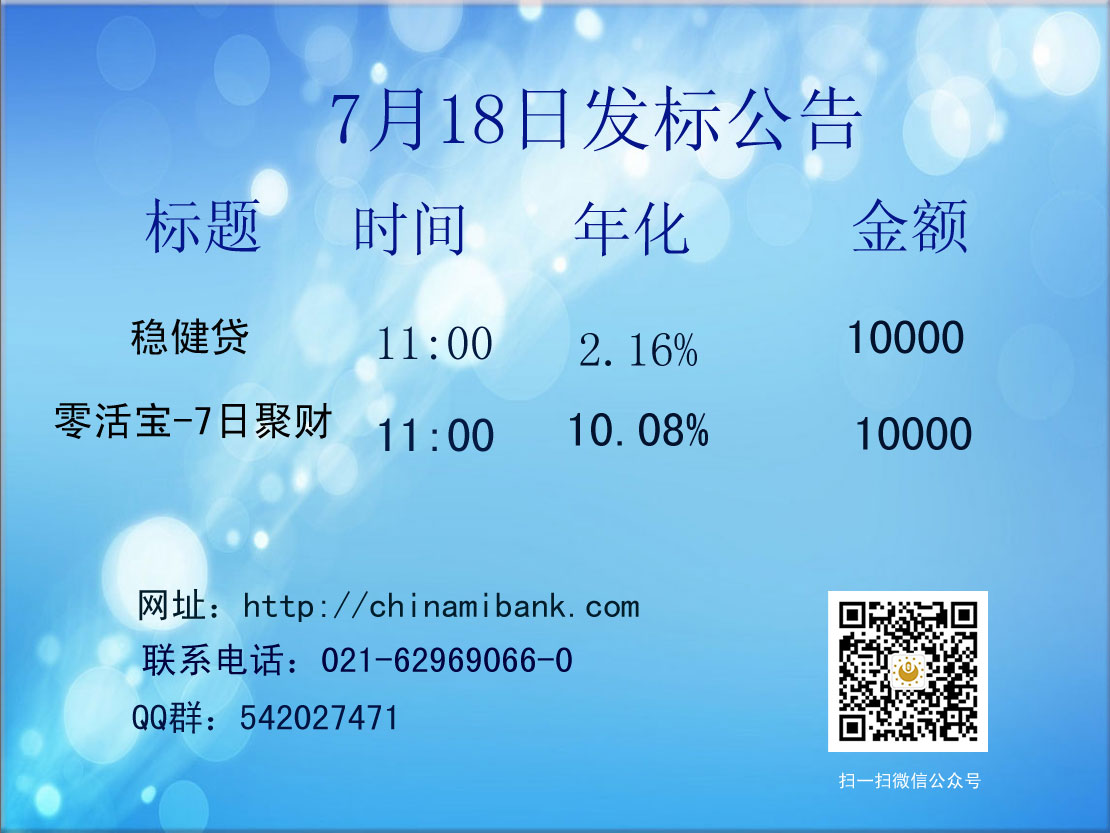 7月18日发标公告
标题 时间 年化 金额
稳健贷 11:00 2.16% 10000
零活宝-7日聚财 11:00 10.08% 10000
网址：http://chinamibank.com
联系电话：021-62969066-0
QQ群：542027471
扫一扫微信公众号